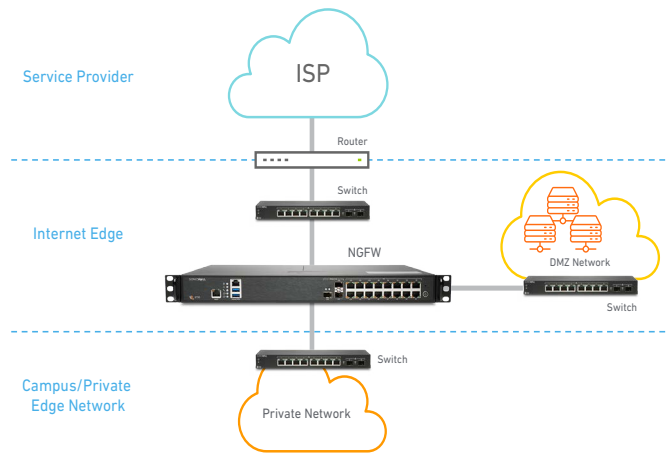 ISP
Service Provider
Router
Switch
Internet Edge
NGFW
DMZ Network
Switch
Switch
Campus/Private
Edge Network
Private Network